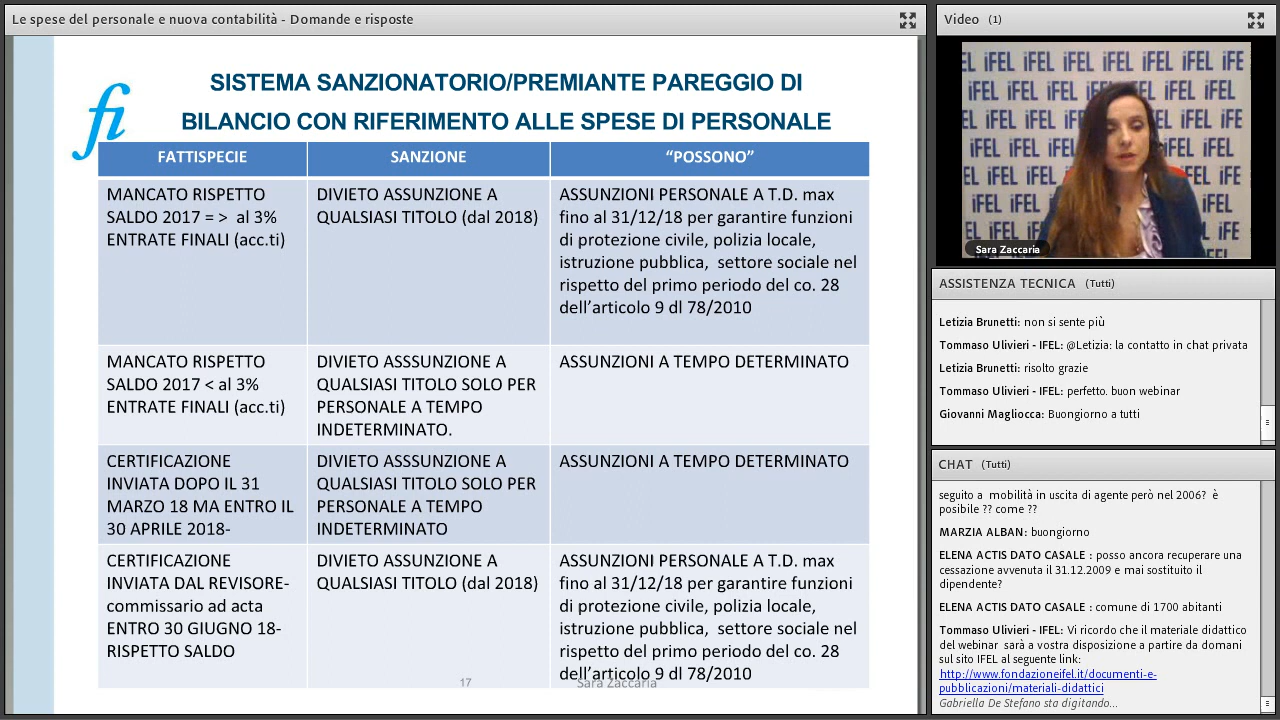 Le spese del personale e nuova contabilità - Domande e risposte
fi
SISTEMA SANZIONATORIO/PREMIANTE PAREGGIO DI
BILANCIO CON RIFERIMENTO ALLE SPESE DI PERSONALE
FATTISPECIE
SANZIONE
“POSSONO”
MANCATO RISPETTO
SALDO 2017 = > al 3%
ENTRATE FINALI (acc.ti)
DIVIETO ASSUNZIONE A
QUALSIASI TITOLO (dal 2018)
ASSUNZIONI PERSONALE A T.D. max
fino al 31/12/18 per garantire funzioni
di protezione civile, polizia locale,
istruzione pubblica, settore sociale nel
rispetto del primo periodo del co. 28
dell’articolo 9 dl 78/2010
MANCATO RISPETTO
SALDO 2017 < al 3%
ENTRATE FINALI (acc.ti)
DIVIETO ASSSUNZIONE A
QUALSIASI TITOLO SOLO PER
PERSONALE A TEMPO
INDETERMINATO.
ASSUNZIONI A TEMPO DETERMINATO
CERTIFICAZIONE
INVIATA DOPO IL 31
MARZO 18 MA ENTRO IL
30 APRILE 2018-
DIVIETO ASSSUNZIONE A
QUALSIASI TITOLO SOLO PER
PERSONALE A TEMPO
INDETERMINATO
ASSUNZIONI A TEMPO DETERMINATO
CERTIFICAZIONE
INVIATA DAL REVISORE-
commissario ad acta
ENTRO 30 GIUGNO 18-
RISPETTO SALDO
DIVIETO ASSUNZIONE A
QUALSIASI TITOLO (dal 2018)
ASSUNZIONI PERSONALE A T.D. max
fino al 31/12/18 per garantire funzioni
di protezione civile, polizia locale,
istruzione pubblica, settore sociale nel
rispetto del primo periodo del co. 28
dell’articolo 9 dl 78/2010
17
Sara Zaccaria
Video (1)
iFEL iFEL iFEL iFEL
Sara Zaccaria
ASSISTENZA TECNICA (Tutti)
Letizia Brunetti: non si sente più
Tommaso Ulivieri - IFEL: @Letizia: la contatto in chat privata
Letizia Brunetti: risolto grazie
Tommaso Ulivieri - IFEL: perfetto. buon webinar
Giovanni Magliocca: Buongiorno a tutti
CHAT (Tutti)
seguito a mobilità in uscita di agente però nel 2006? è
posibile ?? come ??
MARZIA ALBAN: buongiorno
ELENA ACTIS DATO CASALE : posso ancora recuperare una
cessazione avvenuta il 31.12.2009 e mai sostituito il
dipendente?
ELENA ACTIS DATO CASALE : comune di 1700 abitanti
Tommaso Ulivieri - IFEL: Vi ricordo che il materiale didattico
del webinar sarà a vostra disposizione a partire da domani
sul sito IFEL al seguente link:
http://www.fondazioneifel.it/documenti-e-
pubblicazioni/materiali-didattici
Gabriella De Stefano sta digitando...